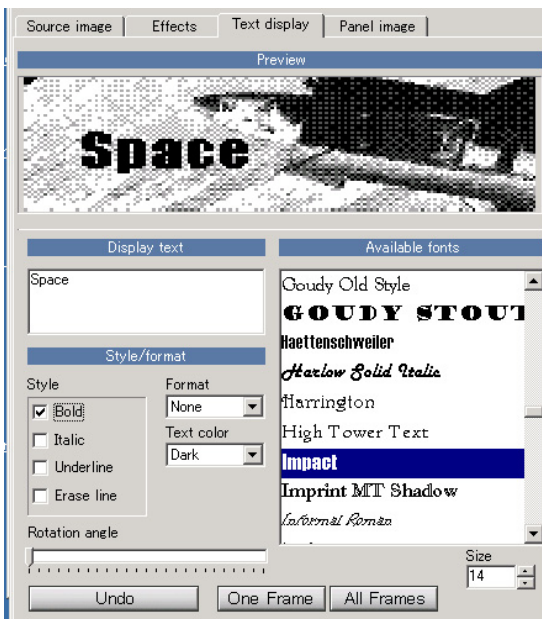 Source image
Effects
Text display
Panel image
Preview
Space
Display text
Space
Style/format
Style
Bold
Italic
Underline
Erase line
Format
None
Text color
Dark
Rotation angle
Available fonts
Goudy Old Style
GOUDY STOUT
Haettenschweiler
Harlow Solid Italic
Harrington
High Tower Text
Impact
Imprint MT Shadow
Informal Roman
Size
14
Undo
One Frame
All Frames